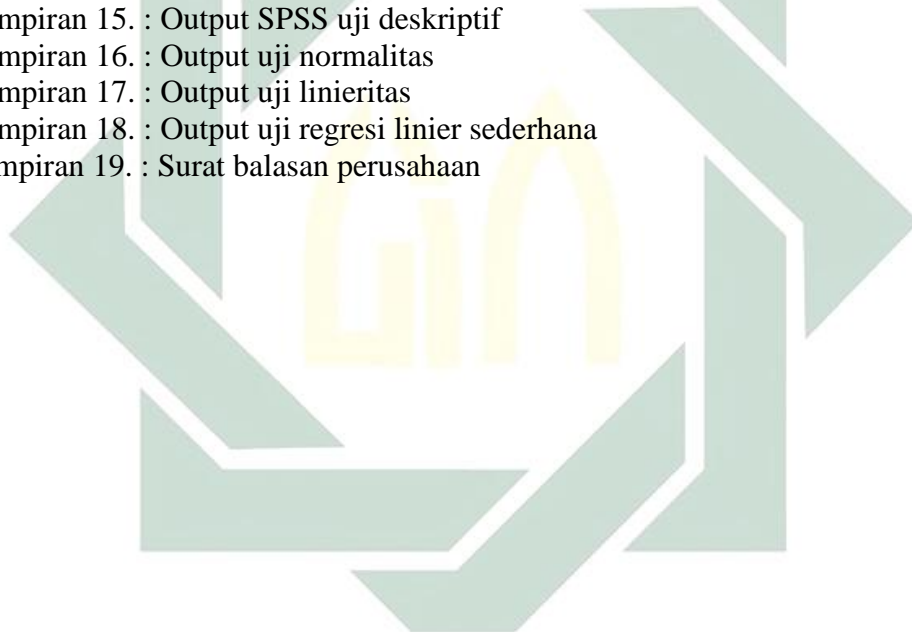 mpiran 15. : Output SPSS uji deskriptif
mpiran 16. : Output uji normalitas
mpiran 17. : Output uji linieritas
mpiran 18. : Output uji regresi linier sederhana
mpiran 19. : Surat balasan perusahaan